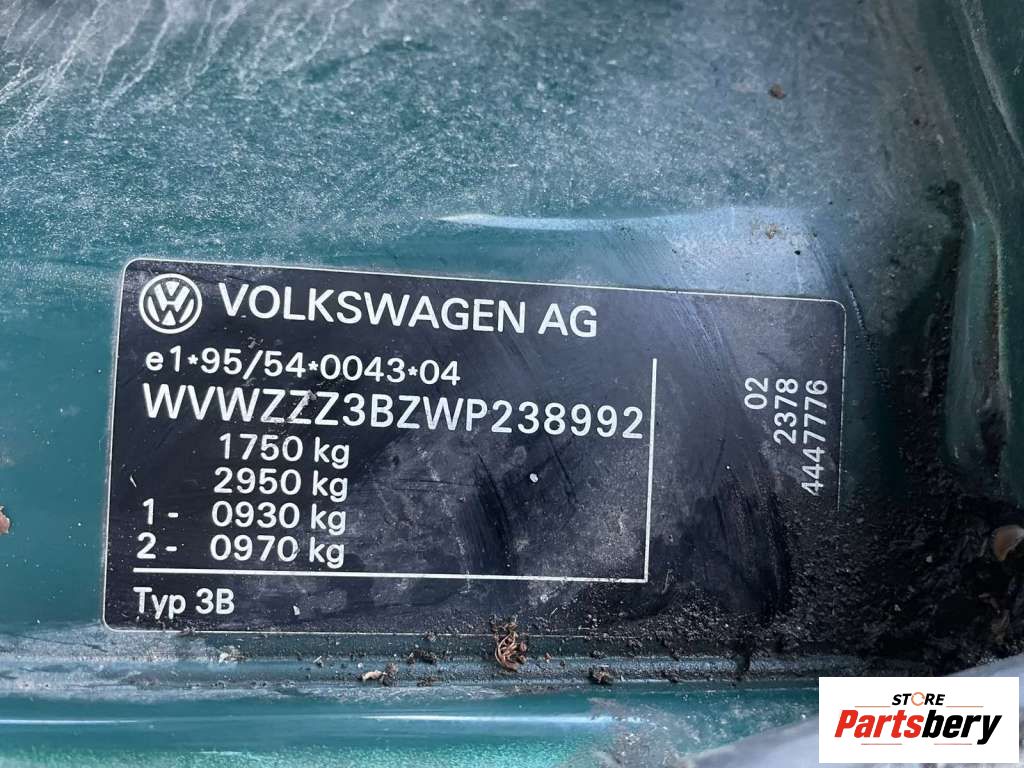 VOLKSWAGEN AG
e1*95/54*0043*04
WVWZZZ3BZWP238992
1750 kg
2950 kg
1- 0930 kg
2- 0970 kg
Typ 3B
02
2378
4447776
STORE
Partsbery